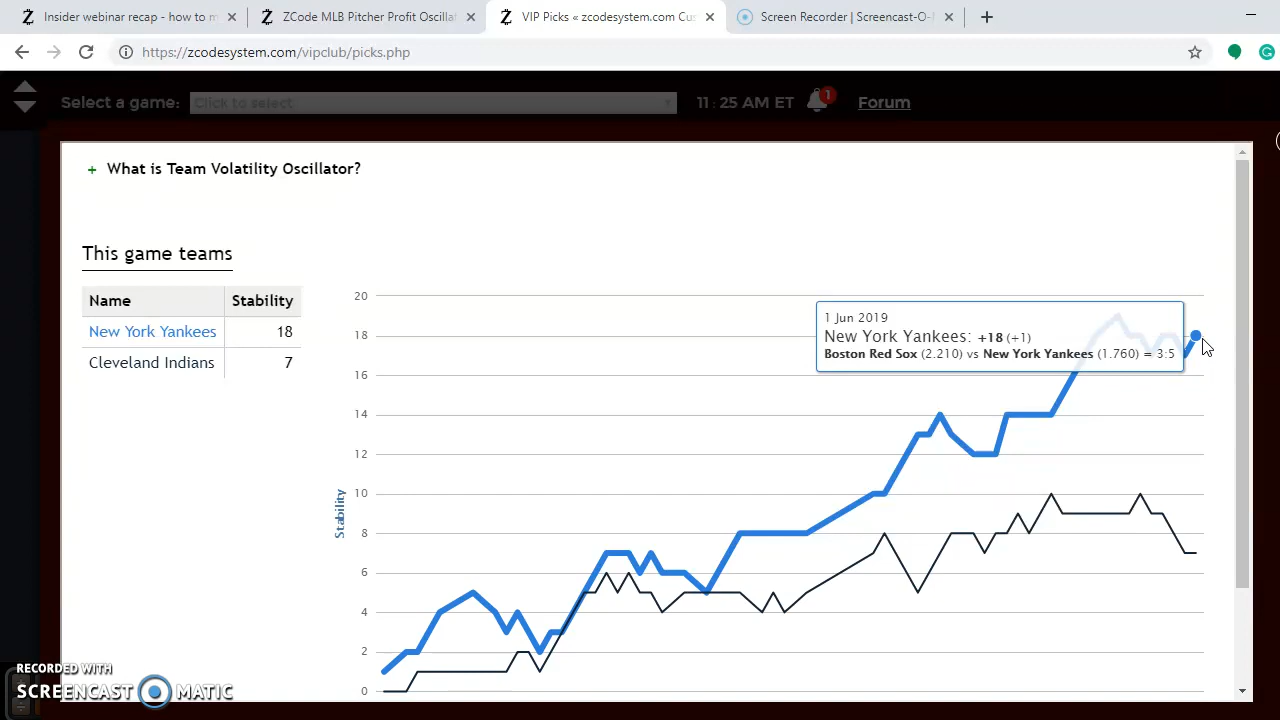 Insider webinar recap - how to m
ZCode MLB Pitcher Profit Oscillat
VIP Picks « zcodesystem.com Cus
Screen Recorder | Screencast-O-
https://zcodesystem.com/vipclub/picks.php
Select a game: Click to select 11:25 AM ET 1 Forum
+ What is Team Volatility Oscillator?
This game teams
Name Stability
New York Yankees 18
Cleveland Indians 7
Stability
20
18
16
14
12
10
8
6
4
2
0
1 Jun 2019
New York Yankees: +18 (+1)
Boston Red Sox (2.210) vs New York Yankees (1.760) = 3:5
RECORDED WITH
SCREENCAST MATIC